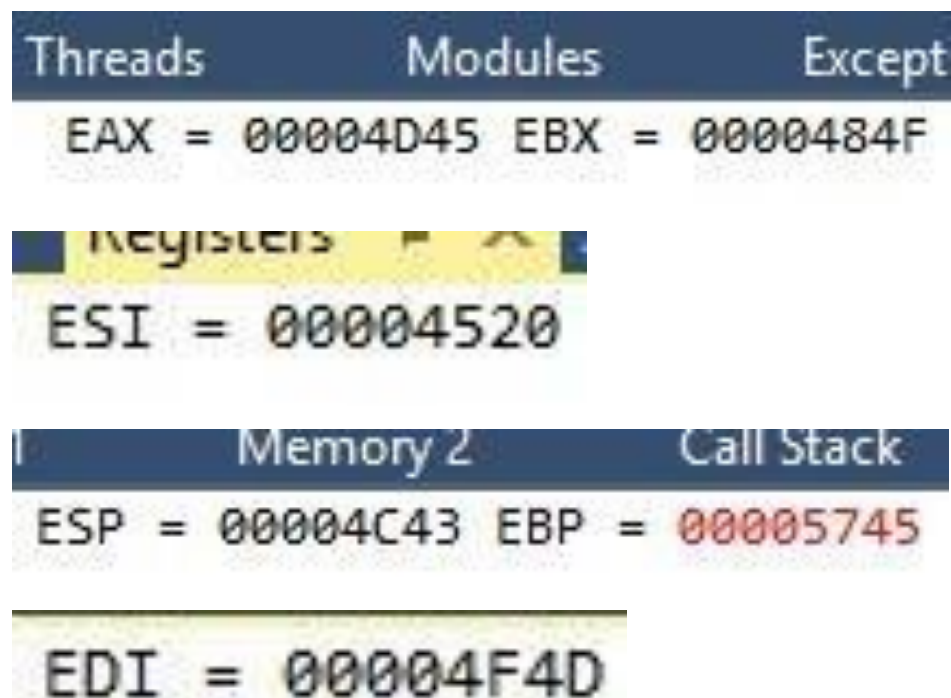 Threads Modules Except
EAX = 00004D45 EBX = 0000484F
Registers
ESI = 00004520
Memory 2 Call Stack
ESP = 00004C43 EBP = 00005745
EDI = 00004F4D